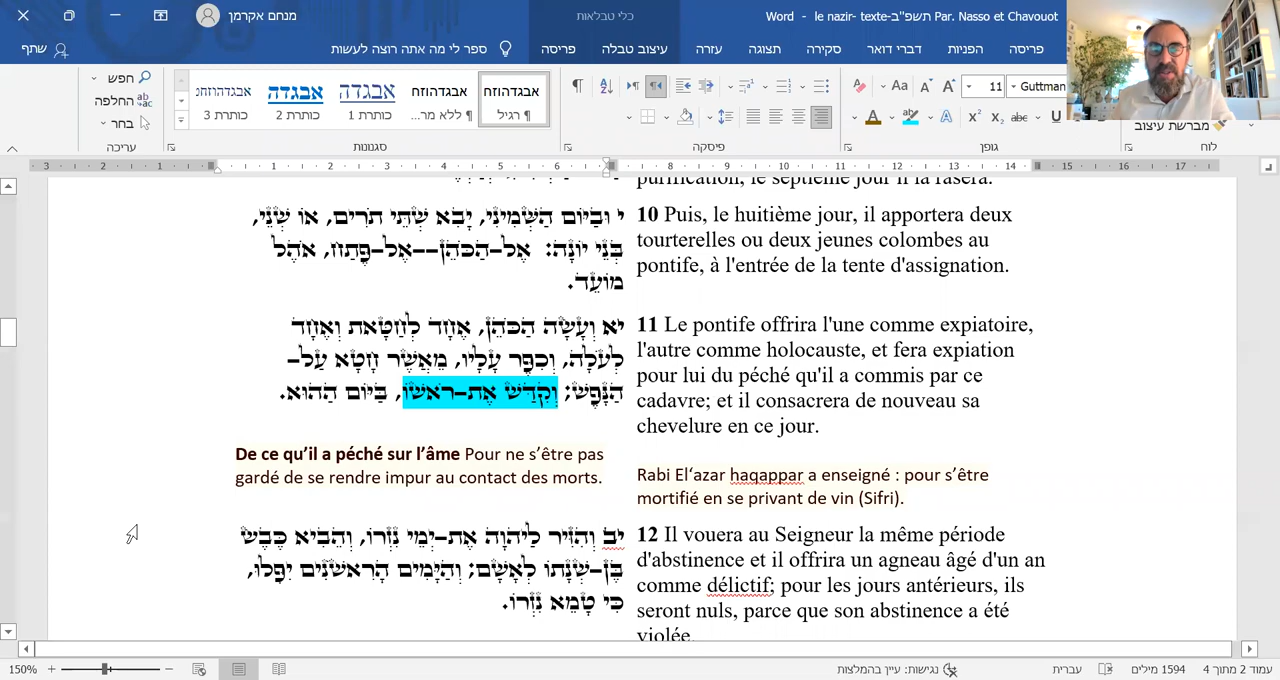 מנחם אקרמן
כלי טבלאות
le nazir- texte-תשפ"ב Par. Nasso et Chavouot - Word
פריסה
הפניות
דברי דואר
סקירה
תצוגה
עזרה
עיצוב טבלה
פריסה
ספר לי מה אתה רוצה לעשות
שתף
Guttman
11
מברשת עיצוב
אבגדהוזח
¶ רגיל
אבגדהוזח
¶ ללא מר...
אבגדה
כותרת 1
אבגדה
כותרת 2
אבגדהוזחנ
כותרת 3
חפש
החלפה
בחר
לוח
גופן
פיסקה
סגנונות
עריכה
purification, le septième jour il la rasera.
10 Puis, le huitième jour, il apportera deux
tourterelles ou deux jeunes colombes au
pontife, à l'entrée de la tente d'assignation.
י וּבַיּוֹם הַשְּׁמִינִי, יָבִא שְׁתֵּי תֹרִים, אוֹ שְׁנֵי,
בְּנֵי יוֹנָה: אֶל-הַכֹּהֵן--אֶל-פֶּתַח, אֹהֶל
מוֹעֵד.
11 Le pontife offrira l'une comme expiatoire,
l'autre comme holocauste, et fera expiation
pour lui du péché qu'il a commis par ce
cadavre; et il consacrera de nouveau sa
chevelure en ce jour.
יא וְעָשָׂה הַכֹּהֵן, אֶחָד לְחַטָּאת וְאֶחָד
לְעֹלָה, וְכִפֶּר עָלָיו, מֵאֲשֶׁר חָטָא עַל-
הַנָּפֶשׁ; וְקִדַּשׁ אֶת-רֹאשׁוֹ, בַּיּוֹם הַהוּא.
De ce qu’il a péché sur l’âme Pour ne s’être pas
gardé de se rendre impur au contact des morts.
Rabi El‘azar haqappar a enseigné : pour s’être
mortifié en se privant de vin (Sifri).
12 Il vouera au Seigneur la même période
d'abstinence et il offrira un agneau âgé d'un an
comme délictif; pour les jours antérieurs, ils
seront nuls, parce que son abstinence a été
violée.
יב וְהִזִּיר לַיהוָה אֶת-יְמֵי נִזְרוֹ, וְהֵבִיא כֶּבֶשׂ
בֶּן-שְׁנָתוֹ לְאָשָׁם; וְהַיָּמִים הָרִאשֹׁנִים יִפְּלוּ,
כִּי טָמֵא נִזְרוֹ.
עמוד 2 מתוך 4
1594 מילים
עברית
נגישות: עיין בהמלצות
150%